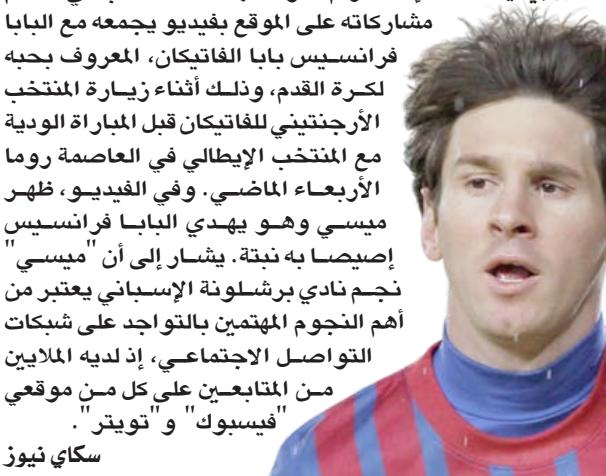 مشاركاته على الموقع بفيديو يجمعه مع البابا
فرانسيس بابا الفاتيكان، المعروف بحبه
لكرة القدم، وذلك أثناء زيارة المنتخب
الأرجنتيني للفاتيكان قبل المباراة الودية
مع المنتخب الإيطالي في العاصمة روما
الأربعاء الماضي. وفي الفيديو، ظهر
ميسي وهو يهدي البابا فرانسيس
إصيصا به نبتة. يشار إلى أن "ميسي"
نجم نادي برشلونة الإسباني يعتبر من
أهم النجوم المهتمين بالتواجد على شبكات
التواصل الاجتماعي، إذ لديه الملايين
من المتابعين على كل من موقعي
"فيسبوك" و"تويتر".
سكاي نيوز